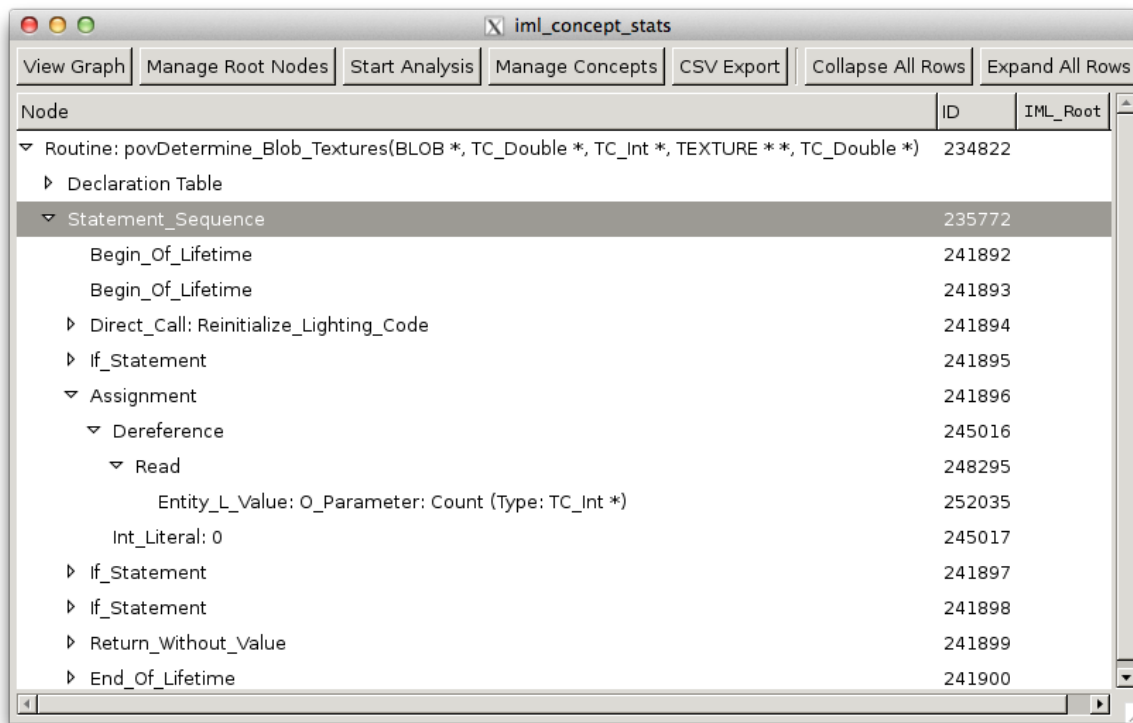 iml_concept_stats
View Graph Manage Root Nodes Start Analysis Manage Concepts CSV Export Collapse All Rows Expand All Rows
Node ID IML_Root
Routine: povDetermine_Blob_Textures(BLOB *, TC_Double *, TC_Int *, TEXTURE * *, TC_Double *) 234822
Declaration Table
Statement_Sequence 235772
Begin_Of_Lifetime 241892
Begin_Of_Lifetime 241893
Direct_Call: Reinitialize_Lighting_Code 241894
If_Statement 241895
Assignment 241896
Dereference 245016
Read 248295
Entity_L_Value: O_Parameter: Count (Type: TC_Int *) 252035
Int_Literal: 0 245017
If_Statement 241897
If_Statement 241898
Return_Without_Value 241899
End_Of_Lifetime 241900